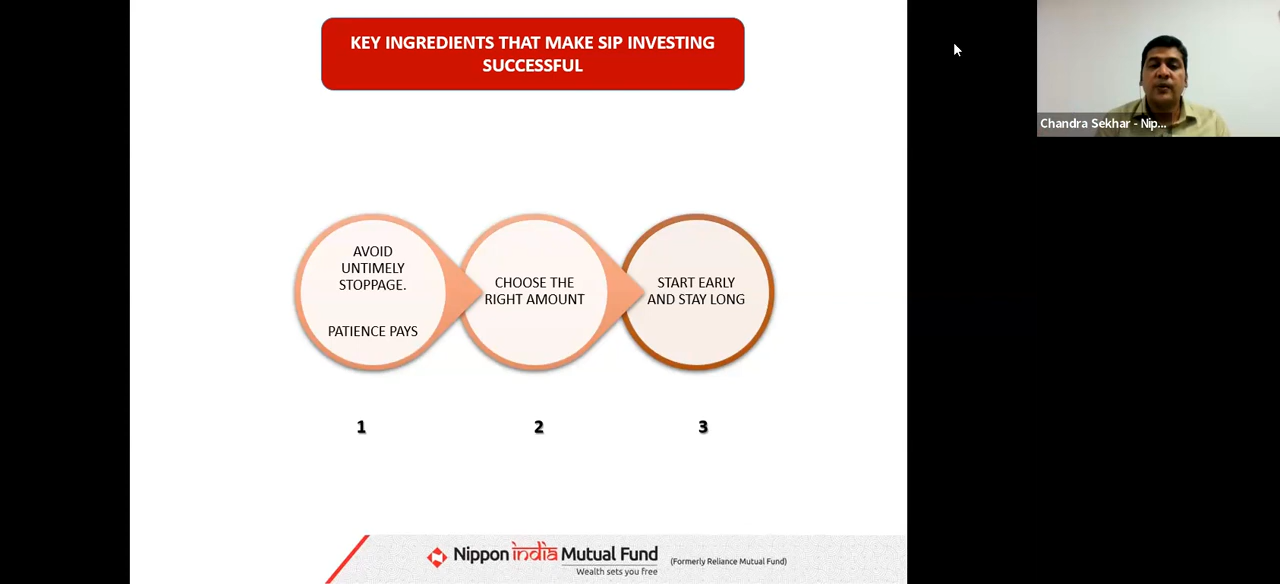 KEY INGREDIENTS THAT MAKE SIP INVESTING
SUCCESSFUL
Chandra Sekhar - Nip...
AVOID
UNTIMELY
STOPPAGE.
PATIENCE PAYS
CHOOSE THE
RIGHT AMOUNT
START EARLY
AND STAY LONG
1
2
3
Nippon india Mutual Fund
Wealth sets you free
(Formerly Reliance Mutual Fund)